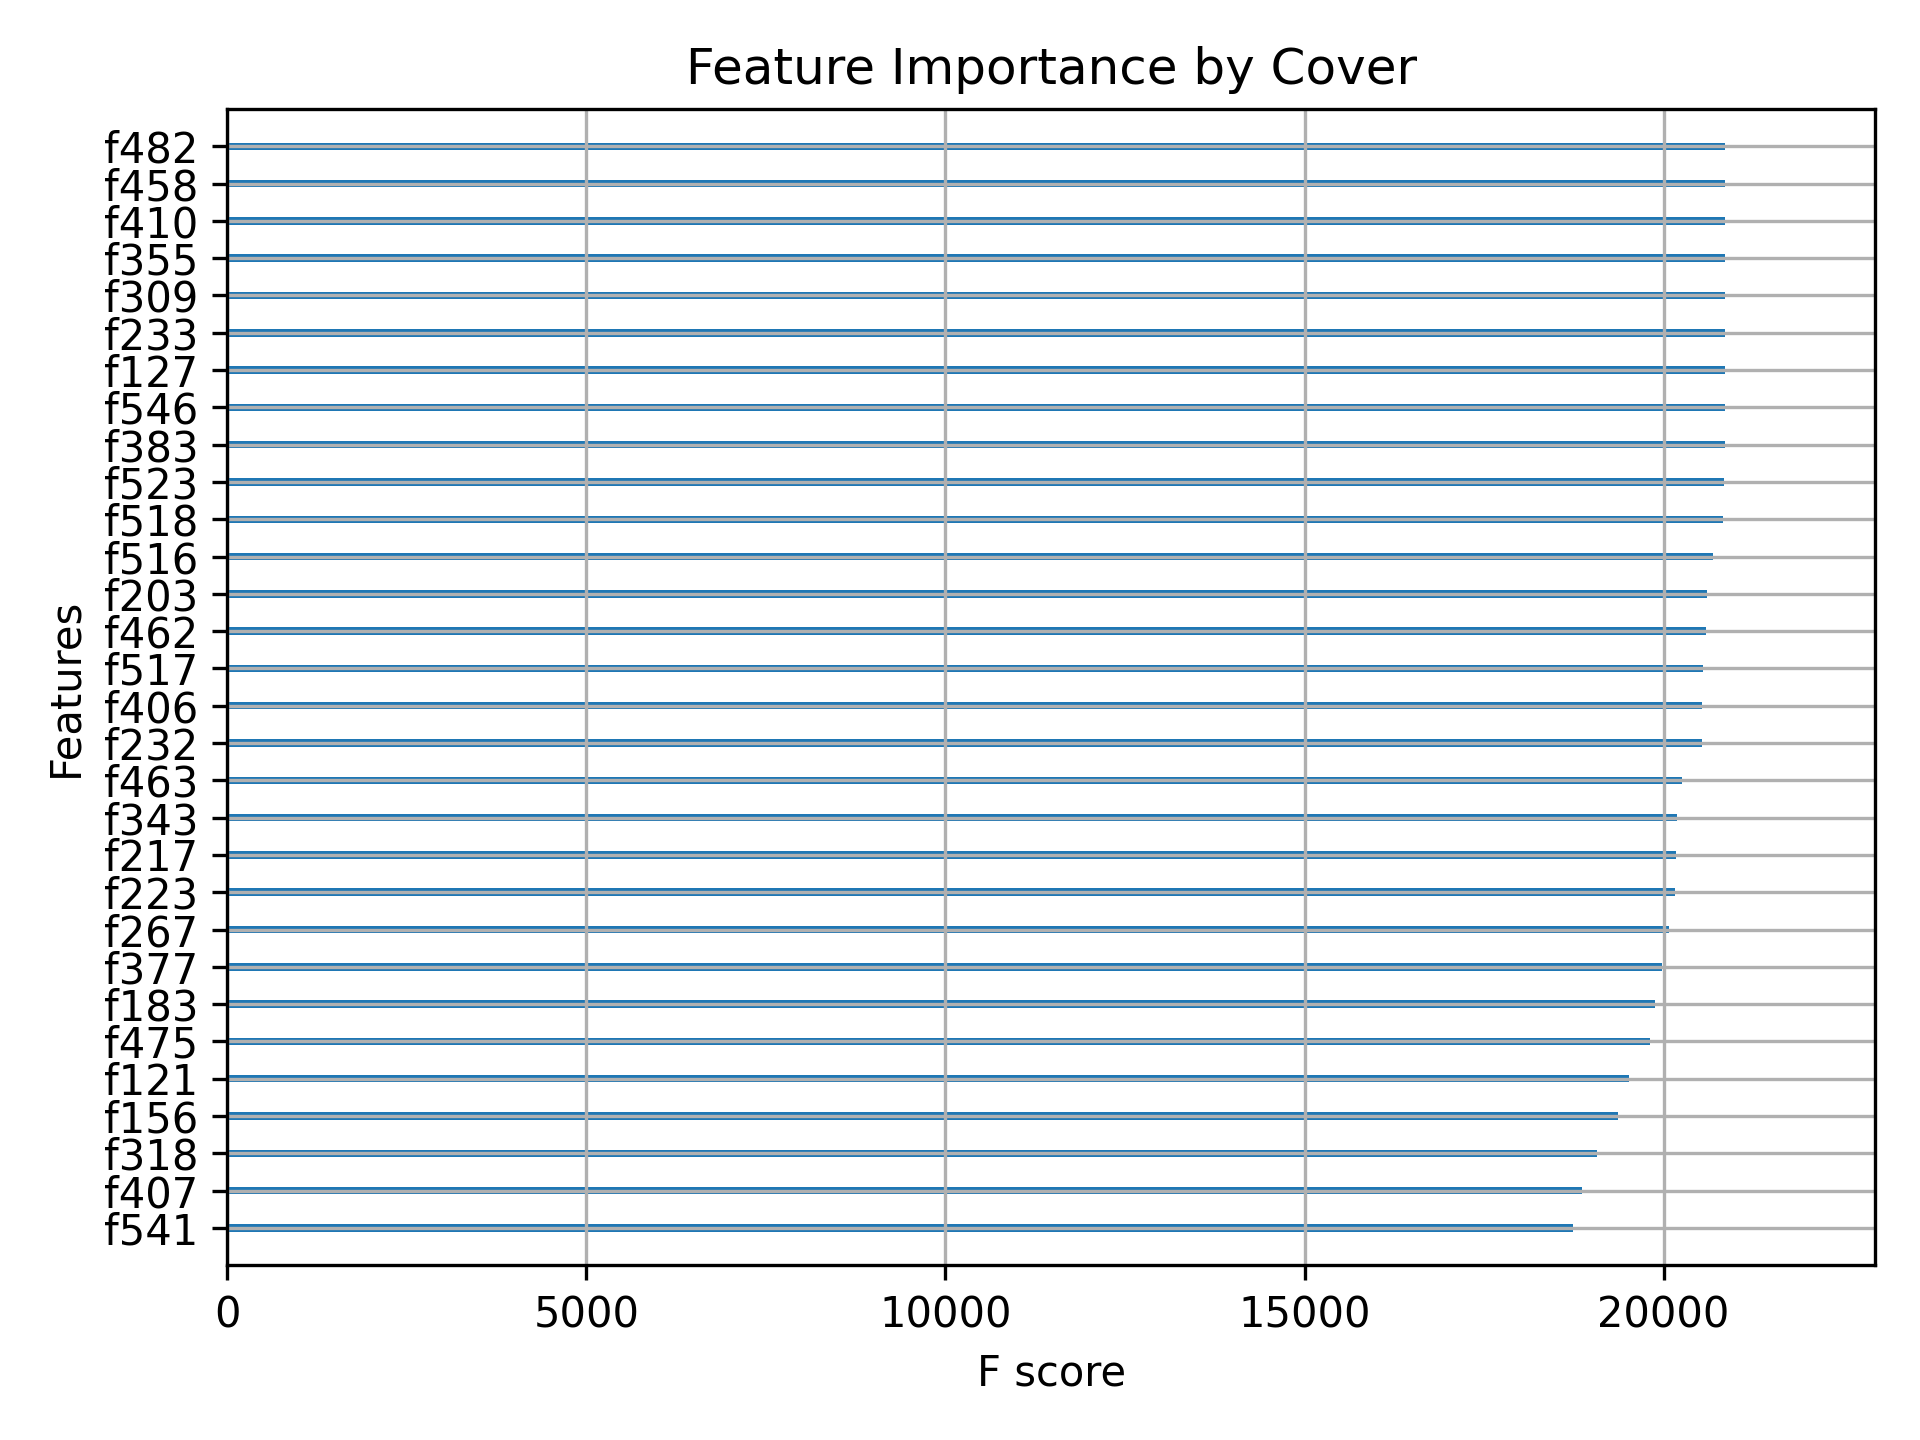 Feature Importance by Cover
Features
f482
f458
f410
f355
f309
f233
f127
f546
f383
f523
f518
f516
f203
f462
f517
f406
f232
f463
f343
f217
f223
f267
f377
f183
f475
f121
f156
f318
f407
f541
0 5000 10000 15000 20000
F score